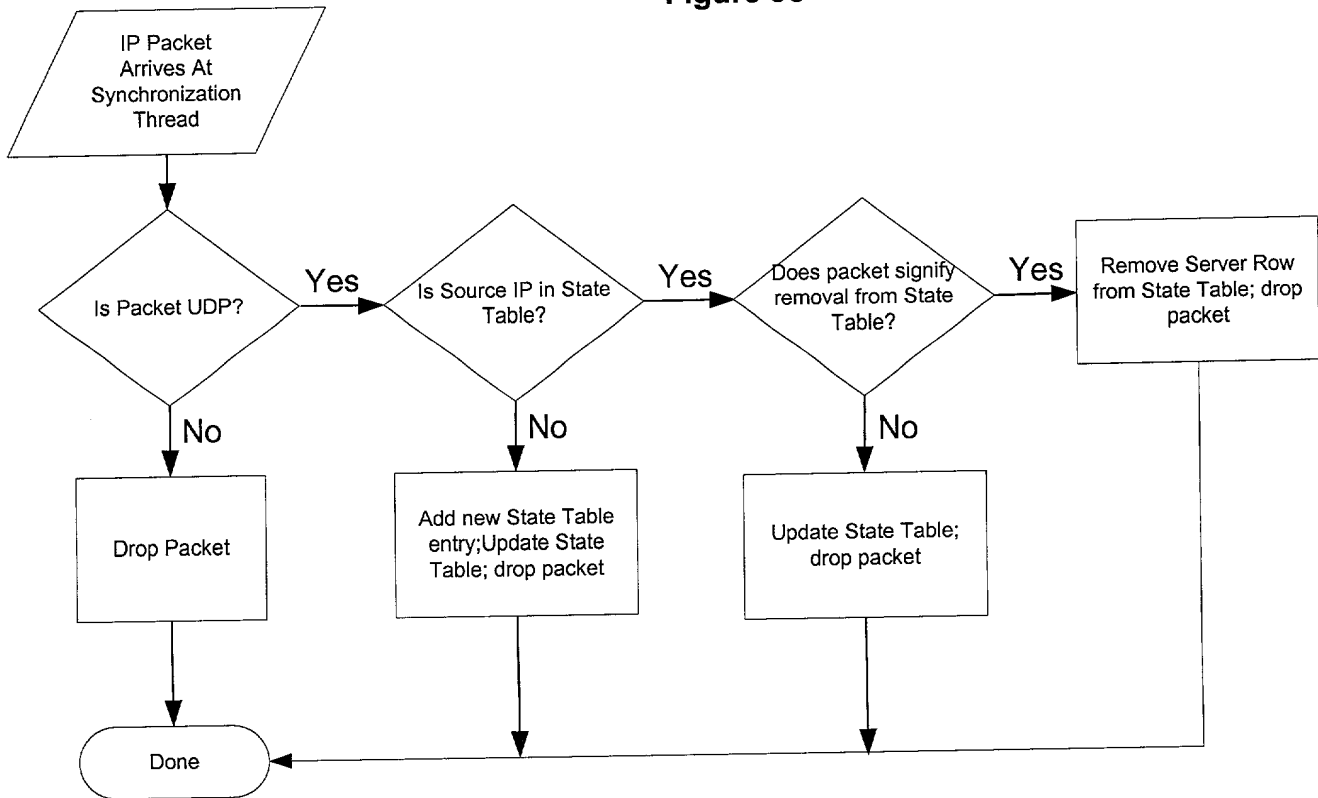 IP Packet
Arrives At
Synchronization
Thread
Is Packet UDP?
Yes
Is Source IP in State
Table?
Yes
Does packet signify
removal from State
Table?
Yes
Remove Server Row
from State Table; drop
packet
No
No
No
Drop Packet
Add new State Table
entry;Update State
Table; drop packet
Update State Table;
drop packet
Done